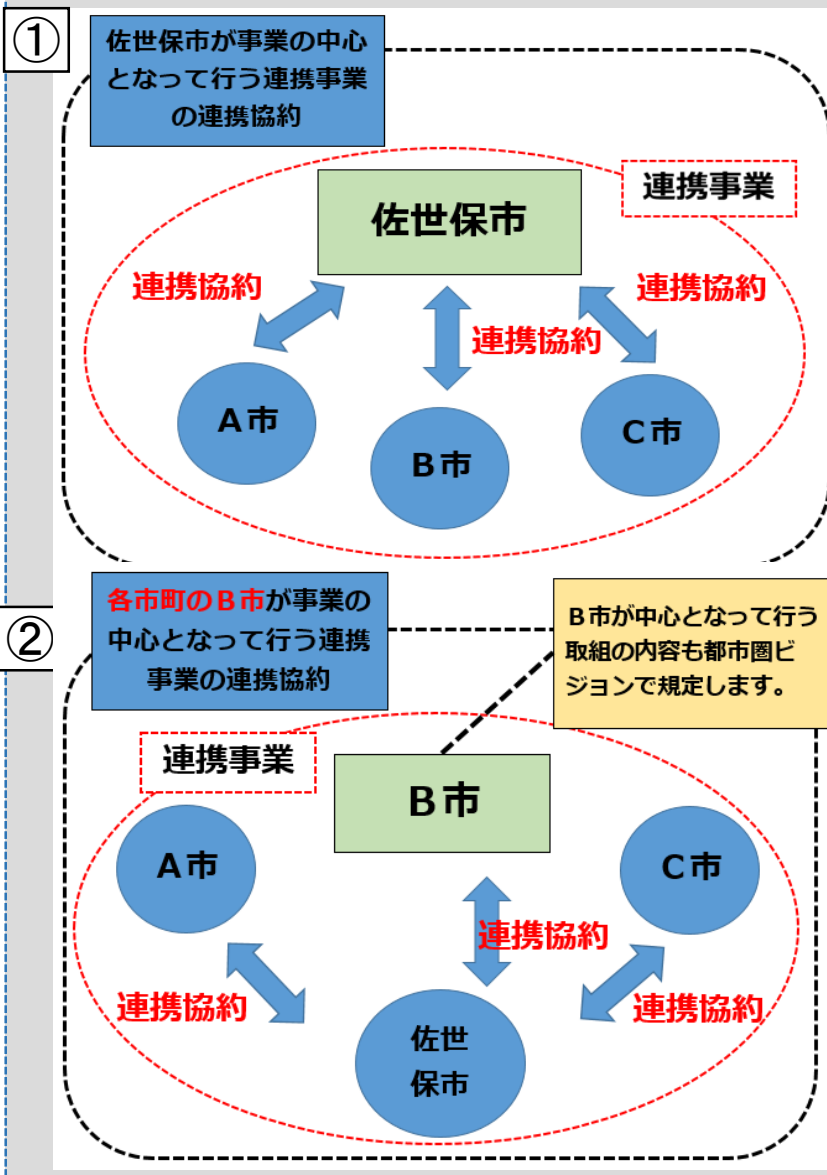 ①
佐世保市が事業の中心
となって行う連携事業
の連携協約
連携事業
佐世保市
連携協約
連携協約
連携協約
A市
B市
C市
②
各市町のB市が事業の
中心となって行う連携
事業の連携協約
B市が中心となって行う
取組の内容も都市圏ビ
ジョンで規定します。
連携事業
B市
A市
C市
連携協約
連携協約
連携協約
佐世
保市